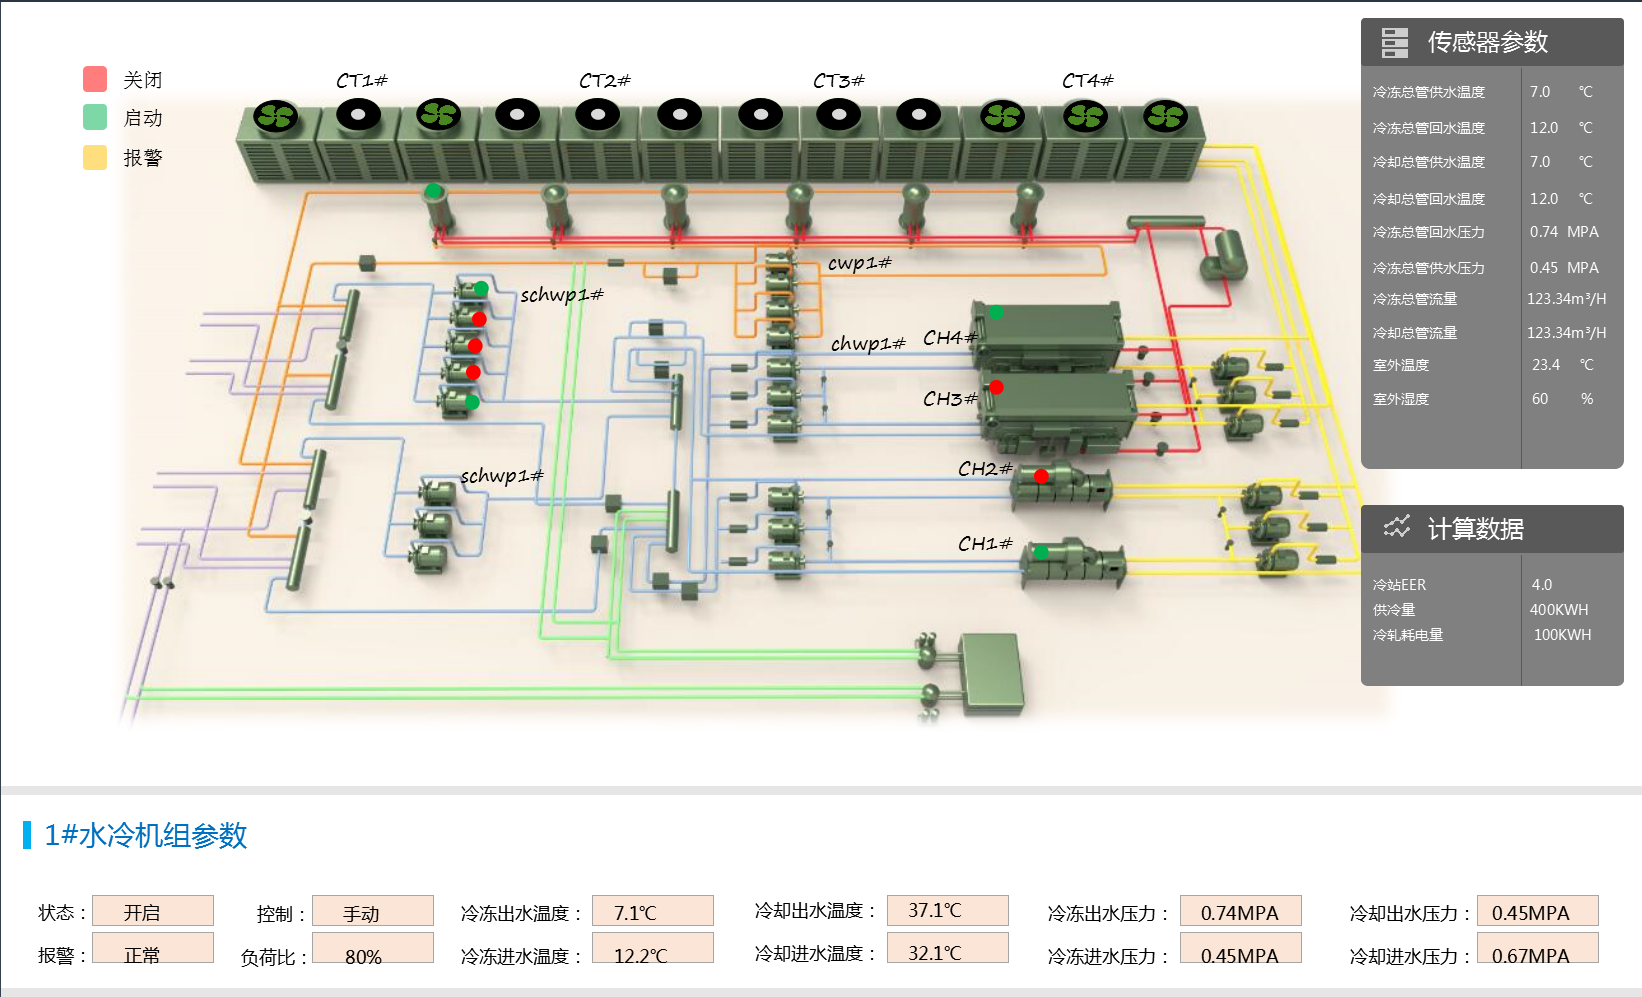 传感器参数
关闭
启动
报警
CT1#
CT2#
CT3#
CT4#
冷冻总管供水温度 7.0 ℃
冷冻总管回水温度 12.0 ℃
冷却总管供水温度 7.0 ℃
冷却总管回水温度 12.0 ℃
冷冻总管回水压力 0.74 MPA
冷冻总管供水压力 0.45 MPA
冷冻总管流量 123.34m³/H
冷却总管流量 123.34m³/H
室外温度 23.4 ℃
室外湿度 60 %
cwp1#
schwp1#
chwp1#
CH4#
CH3#
schwp1#
CH2#
CH1#
计算数据
冷站EER 4.0
供冷量 400KWH
冷轧耗电量 100KWH
1#水冷机组参数
状态： 开启 控制： 手动 冷冻出水温度： 7.1℃ 冷却出水温度： 37.1℃ 冷冻出水压力： 0.74MPA 冷却出水压力： 0.45MPA
报警： 正常 负荷比： 80% 冷冻进水温度： 12.2℃ 冷却进水温度： 32.1℃ 冷冻进水压力： 0.45MPA 冷却进水压力： 0.67MPA